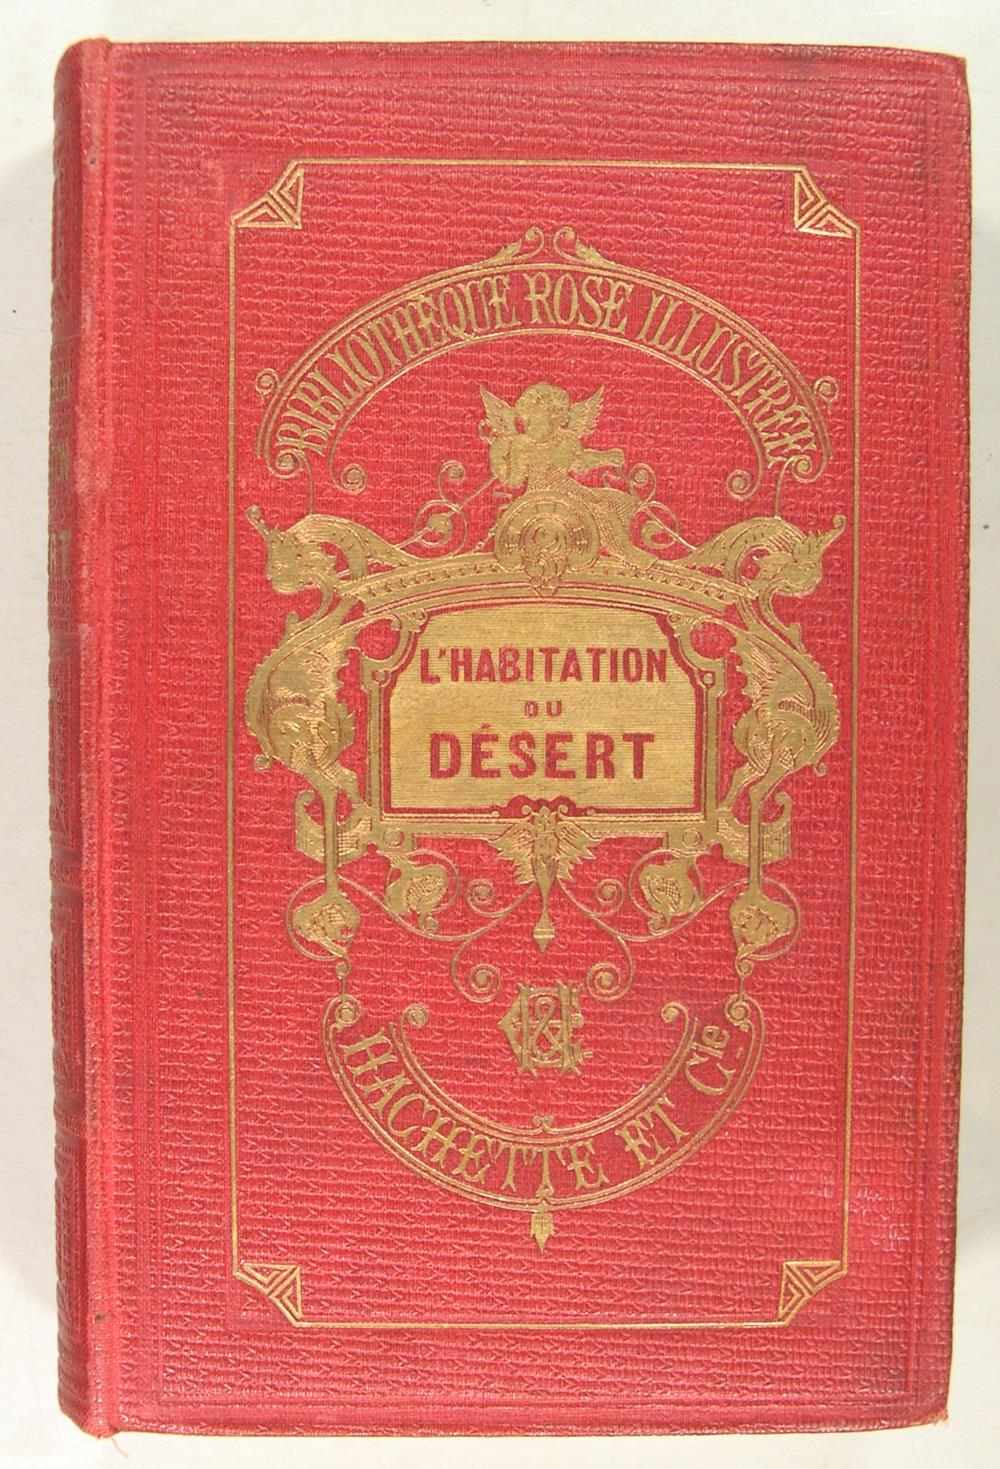 BIBLIOTHÈQUE ROSE ILLUSTRÉE
L'HABITATION
DU
DÉSERT
HACHETTE ET Cie